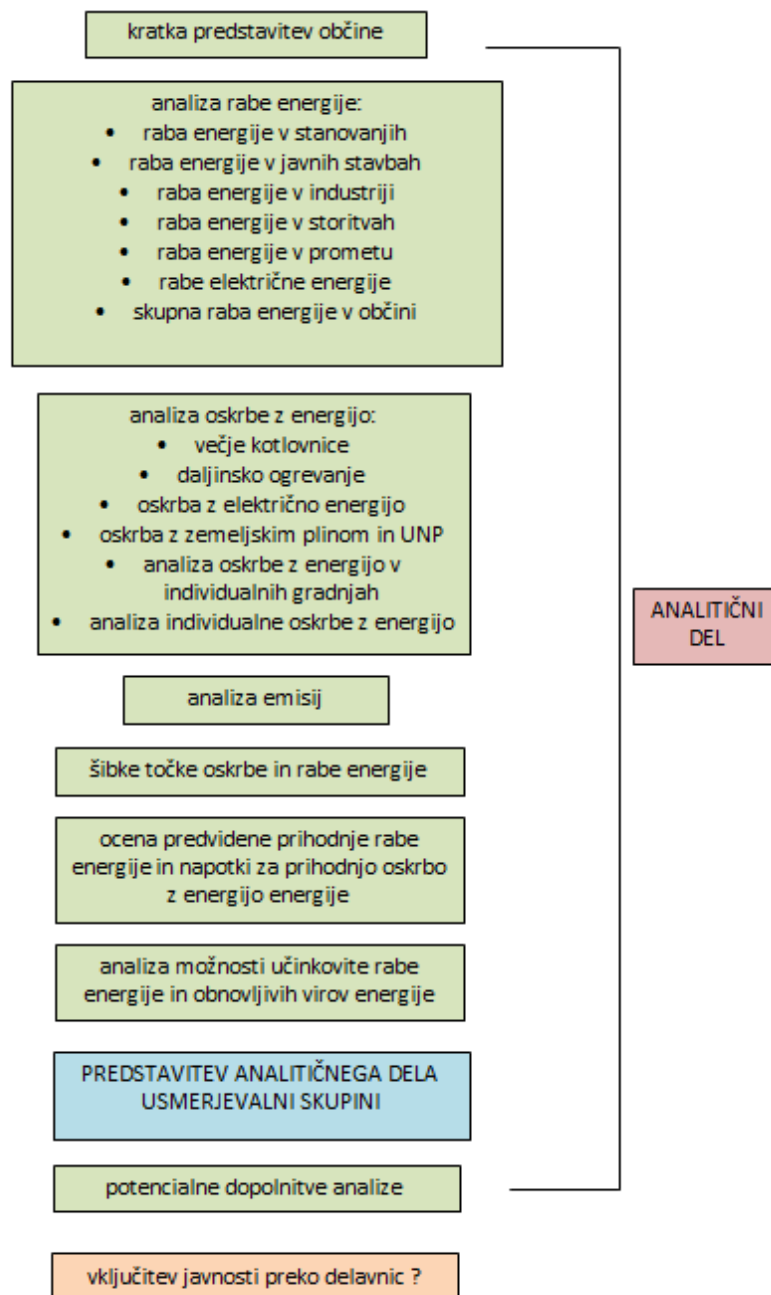 kratka predstavitev občine
analiza rabe energije:
• raba energije v stanovanjih
• raba energije v javnih stavbah
• raba energije v industriji
• raba energije v storitvah
• raba energije v prometu
• rabe električne energije
• skupna raba energije v občini
analiza oskrbe z energijo:
• večje kotlovnice
• daljinsko ogrevanje
• oskrba z električno energijo
• oskrba z zemeljskim plinom in UNP
• analiza oskrbe z energijo v
individualnih gradnjah
• analiza individualne oskrbe z energijo
ANALITIČNI
DEL
analiza emisij
šibke točke oskrbe in rabe energije
ocena predvidene prihodnje rabe
energije in napotki za prihodnjo oskrbo
z energijo energije
analiza možnosti učinkovite rabe
energije in obnovljivih virov energije
PREDSTAVITEV ANALITIČNEGA DELA
USMERJEVALNI SKUPINI
potencialne dopolnitve analize
vključitev javnosti preko delavnic ?